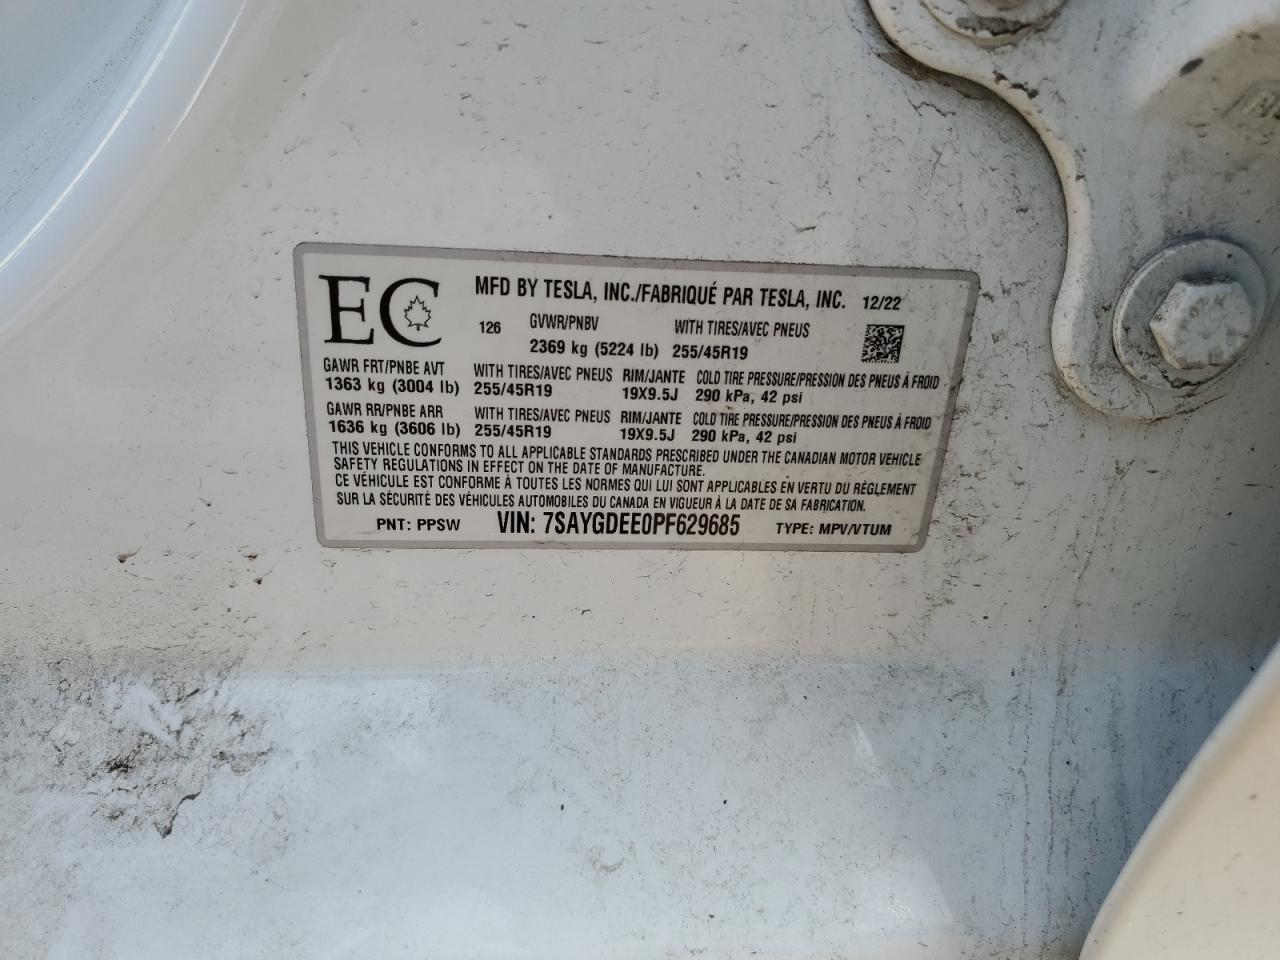 EC MFD BY TESLA, INC./FABRIQUÉ PAR TESLA, INC. 12/22
126 GVWR/PNBV WITH TIRES/AVEC PNEUS
2369 kg (5224 lb) 255/45R19
GAWR FRT/PNBE AVT WITH TIRES/AVEC PNEUS RIM/JANTE COLD TIRE PRESSURE/PRESSION DES PNEUS À FROID
1363 kg (3004 lb) 255/45R19 19X9.5J 290 kPa, 42 psi
GAWR RR/PNBE ARR WITH TIRES/AVEC PNEUS RIM/JANTE COLD TIRE PRESSURE/PRESSION DES PNEUS À FROID
1636 kg (3606 lb) 255/45R19 19X9.5J 290 kPa, 42 psi
THIS VEHICLE CONFORMS TO ALL APPLICABLE STANDARDS PRESCRIBED UNDER THE CANADIAN MOTOR VEHICLE
SAFETY REGULATIONS IN EFFECT ON THE DATE OF MANUFACTURE.
CE VÉHICULE EST CONFORME À TOUTES LES NORMES QUI LUI SONT APPLICABLES EN VERTU DU RÉGLEMENT
SUR LA SÉCURITÉ DES VÉHICULES AUTOMOBILES DU CANADA EN VIGUEUR À LA DATE DE SA FABRICATION.
PNT: PPSW VIN: 7SAYGDEE0PF629685 TYPE: MPV/VTUM